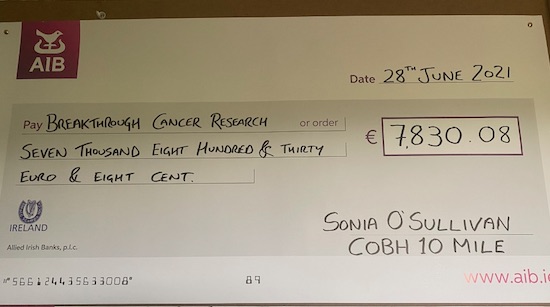 AIB
Date 28TH JUNE 2021
Pay BREAKTHROUGH CANCER RESEARCH or order
€ 7,830.08
SEVEN THOUSAND EIGHT HUNDRED & THIRTY
EURO & EIGHT CENT.
IRELAND
Allied Irish Banks, p.l.c.
SONIA O'SULLIVAN
COBH 10 MILE
89
www.aib.ie